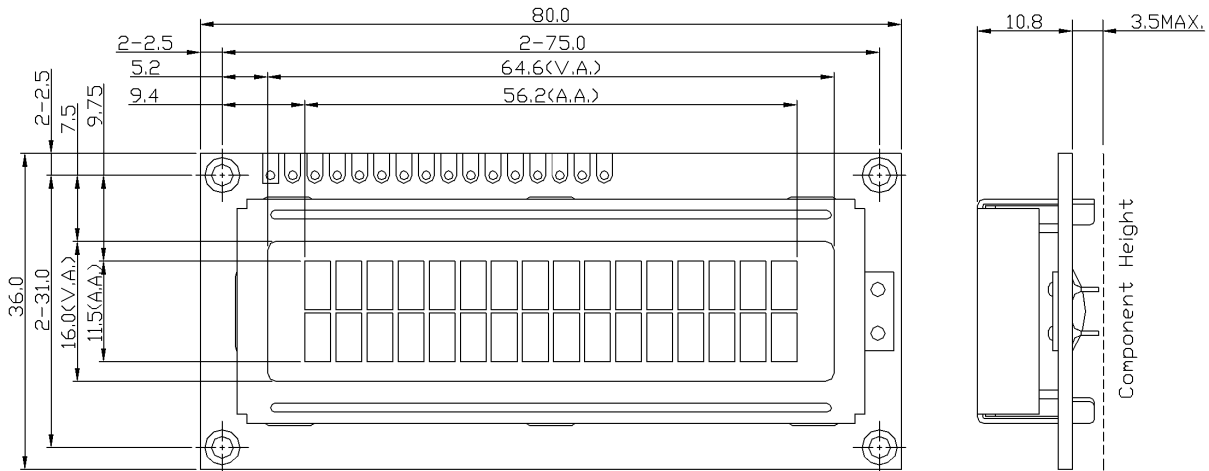 80.0
10.8
3.5MAX.
2-2.5
2-75.0
5.2
64.6(V.A.)
9.4
56.2(A.A.)
2-2.5
7.5
9.75
36.0
2-31.0
16.0(V.A.)
11.5(A.A.)
Component Height